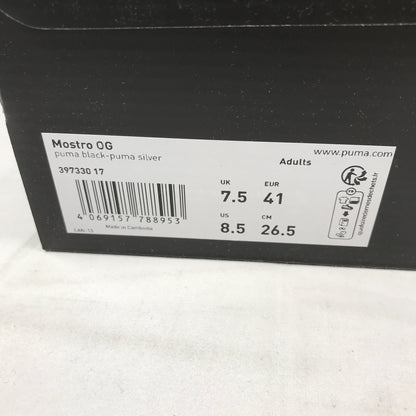 Mostro OG
puma black-puma silver
www.puma.com
397330 17
Adults
UK
7.5
EUR
41
US
8.5
CM
26.5
4 069157 788953
LAN-13
Made in Cambodia
quefairedemesdechets.fr